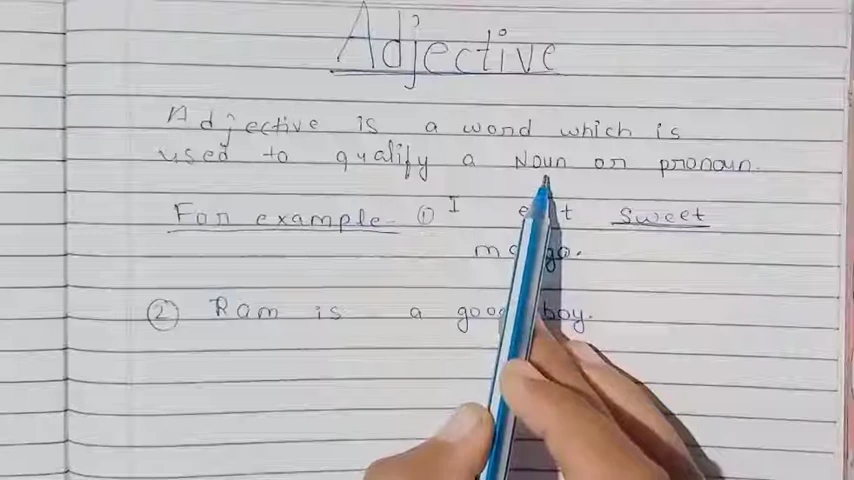 Adjective
Adjective is a word which is
used to qualify a Noun or pronoun.
For example - ① I sweet
② Ram is a boy.